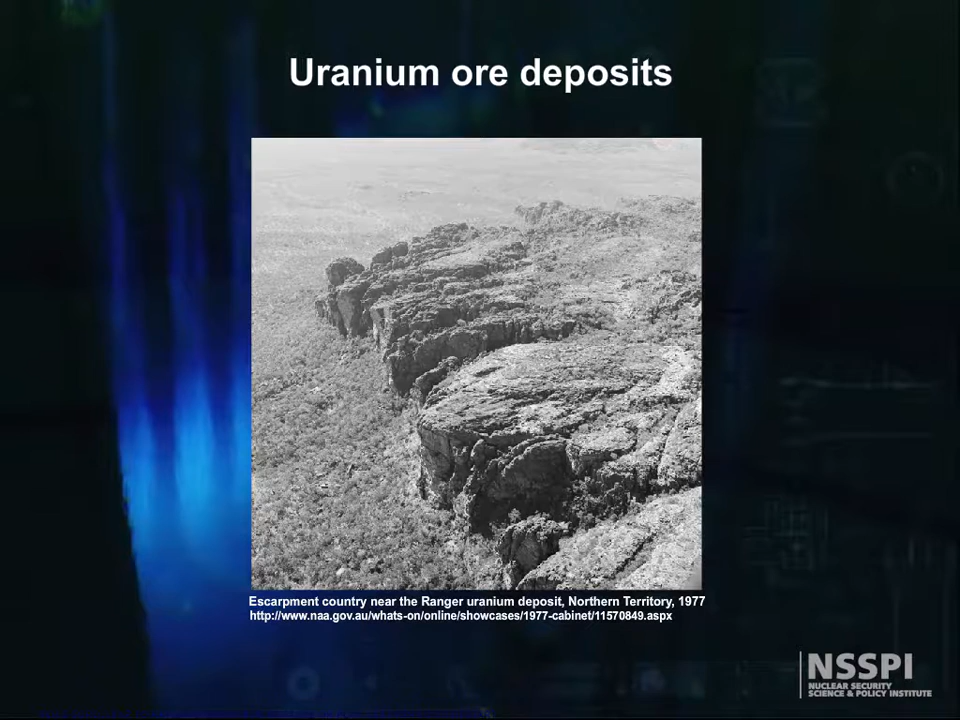 Uranium ore deposits
Escarpment country near the Ranger uranium deposit, Northern Territory, 1977
http://www.naa.gov.au/whats-on/online/showcases/1977-cabinet/11570849.aspx
NSSPI
NUCLEAR SECURITY
SCIENCE & POLICY INSTITUTE